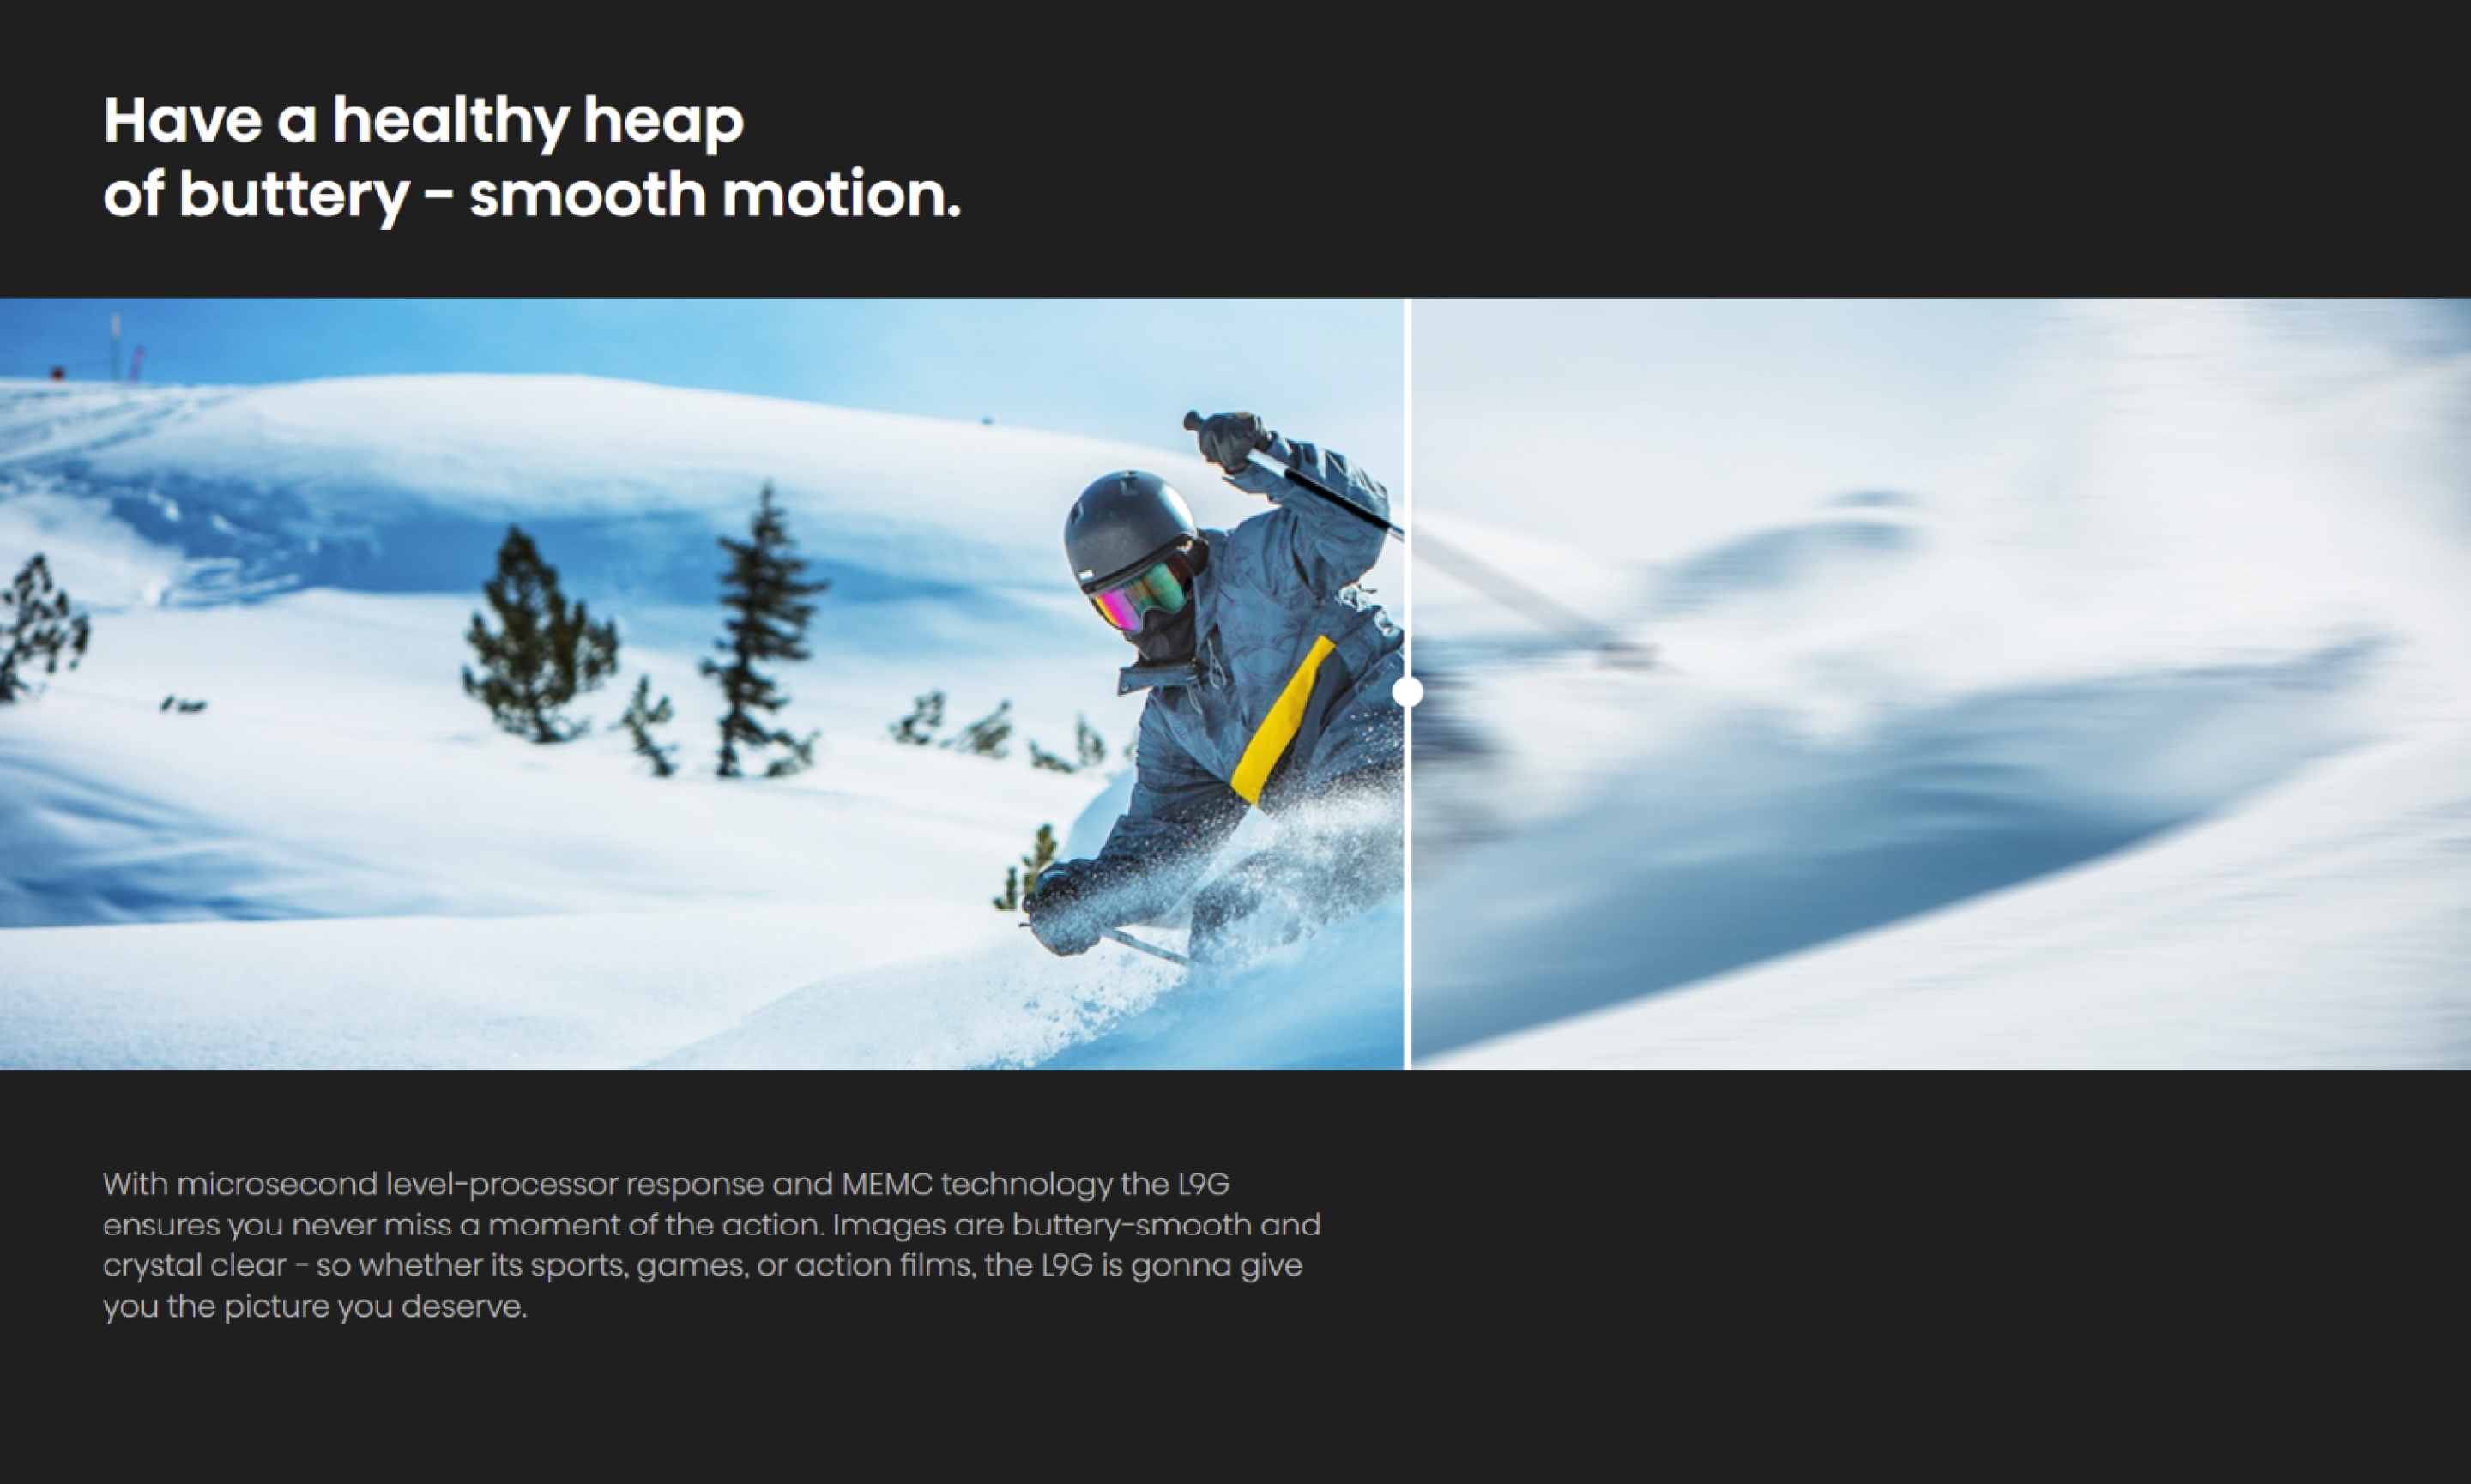 Have a healthy heap
of buttery - smooth motion.
With microsecond level-processor response and MEMC technology the L9G
ensures you never miss a moment of the action. Images are buttery-smooth and
crystal clear - so whether its sports, games, or action films, the L9G is gonna give
you the picture you deserve.